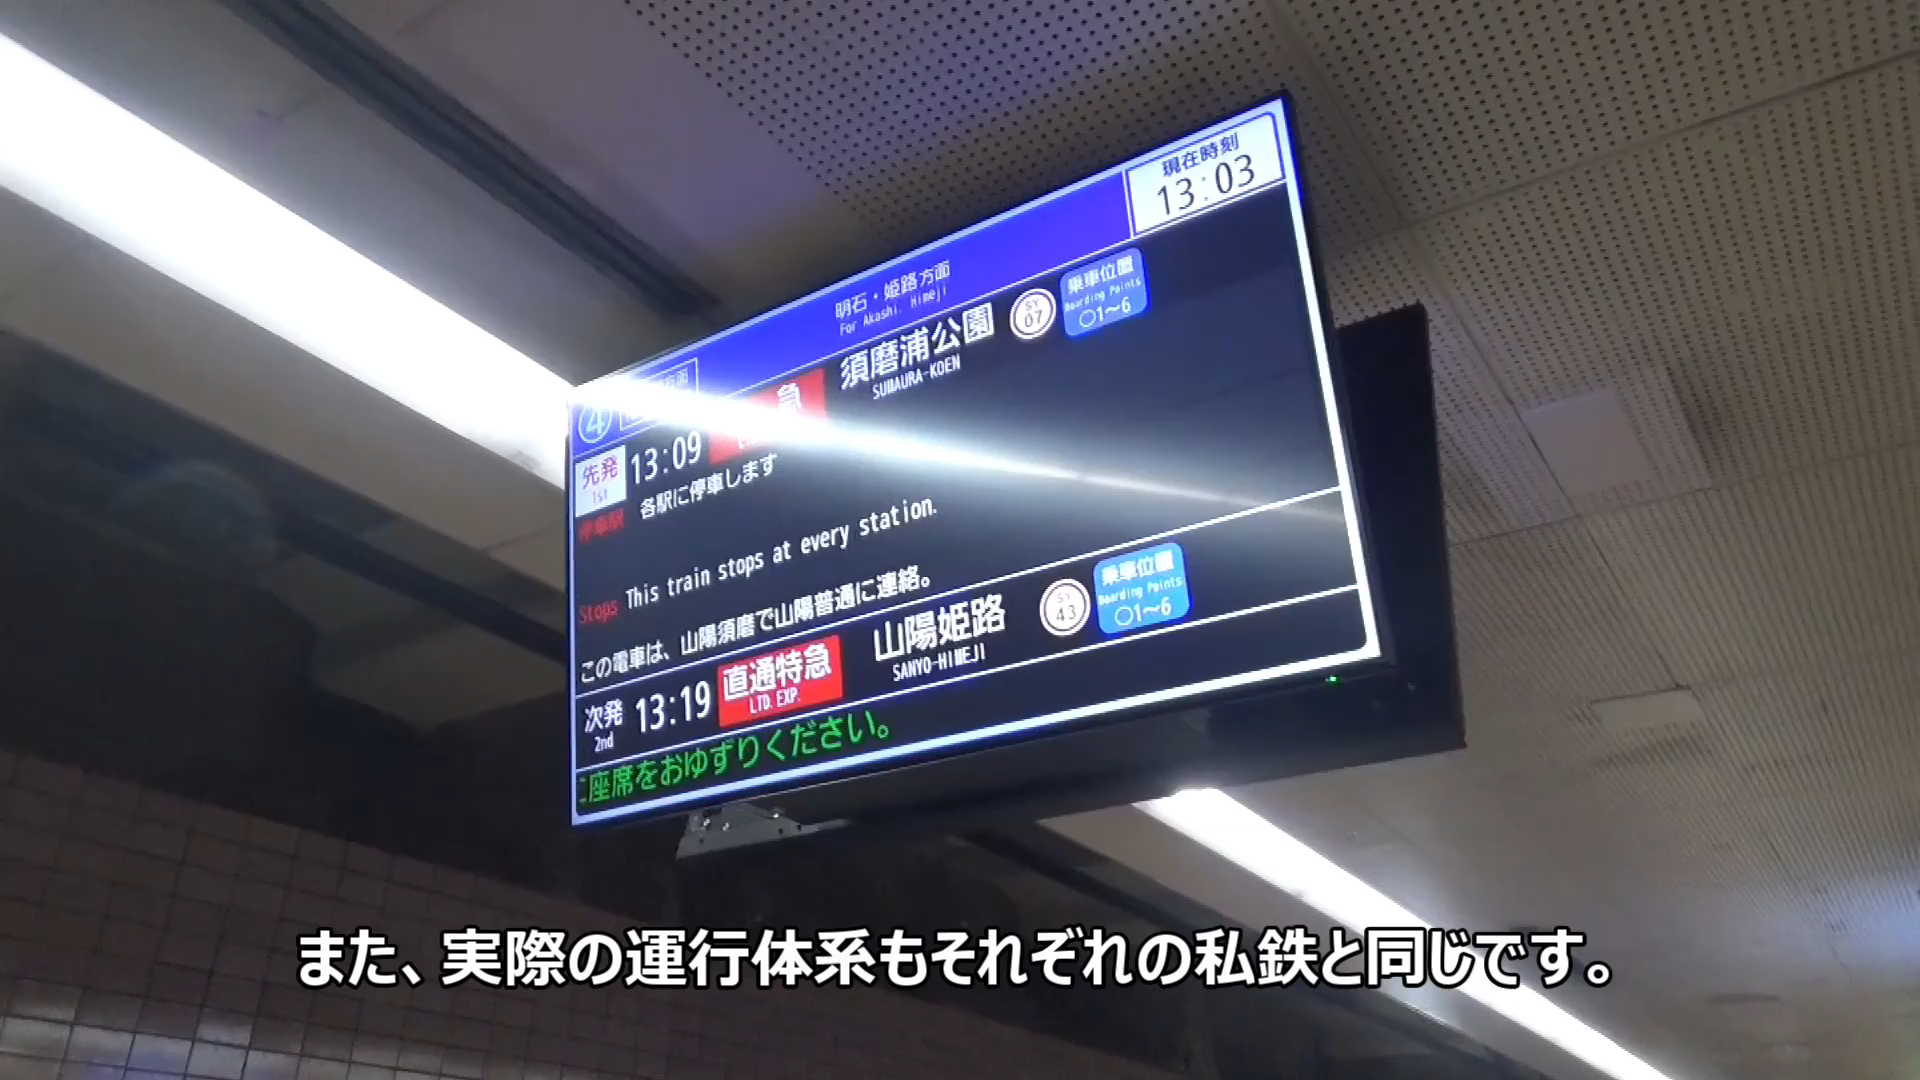 現在時刻
13:03
明石・姫路方面
For Akashi, Himeji
④
先発
1st
13:09
急
須磨浦公園
SUMAURA-KOEN
SY
07
乗車位置
Boarding Points
○1〜6
停車駅
各駅に停車します
Stops
This train stops at every station.
この電車は、山陽須磨で山陽普通に連絡。
次発
2nd
13:19
直通特急
LTD. EXP.
山陽姫路
SANYO-HIMEJI
SY
43
乗車位置
Boarding Points
○1〜6
座席をおゆずりください。
また、実際の運行体系もそれぞれの私鉄と同じです。